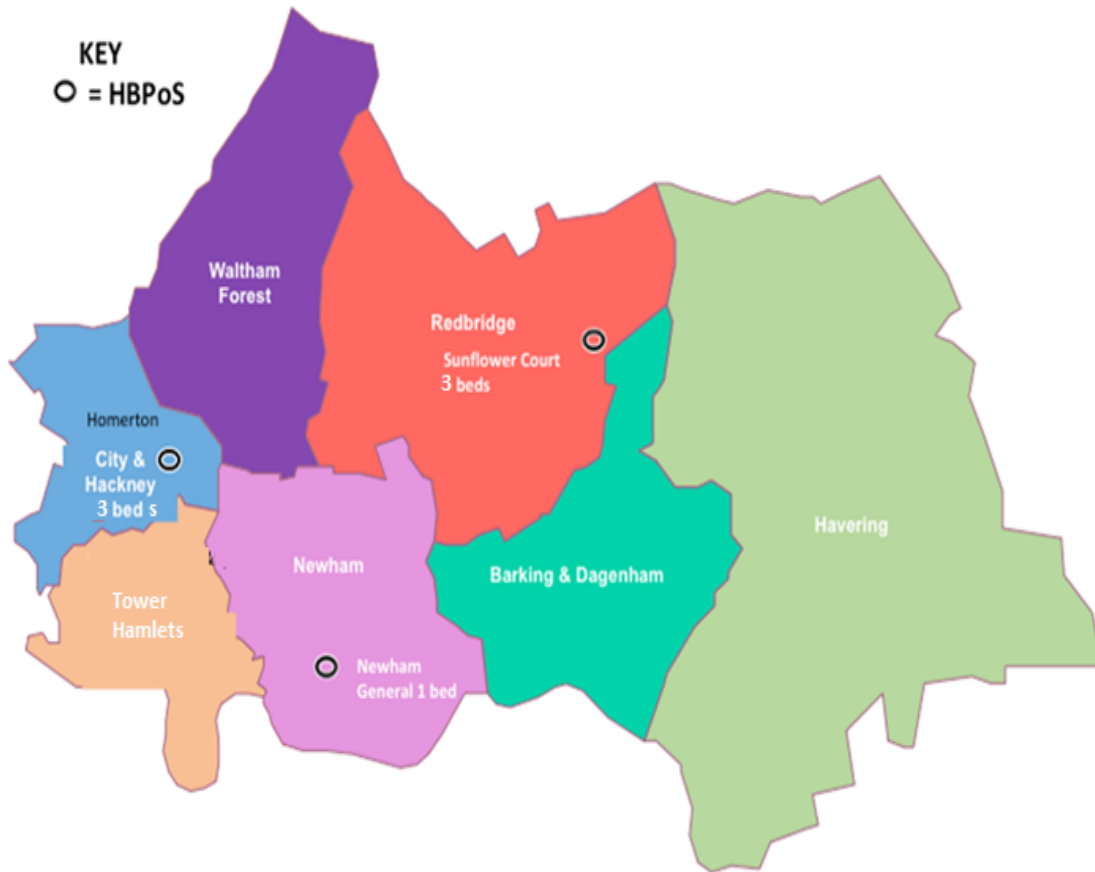 KEY
O = HBPoS
Waltham
Forest
Redbridge
Sunflower Court
3 beds
Homerton
City &
Hackney
3 bed s
Havering
Newham
Barking & Dagenham
Tower
Hamlets
Newham
General 1 bed